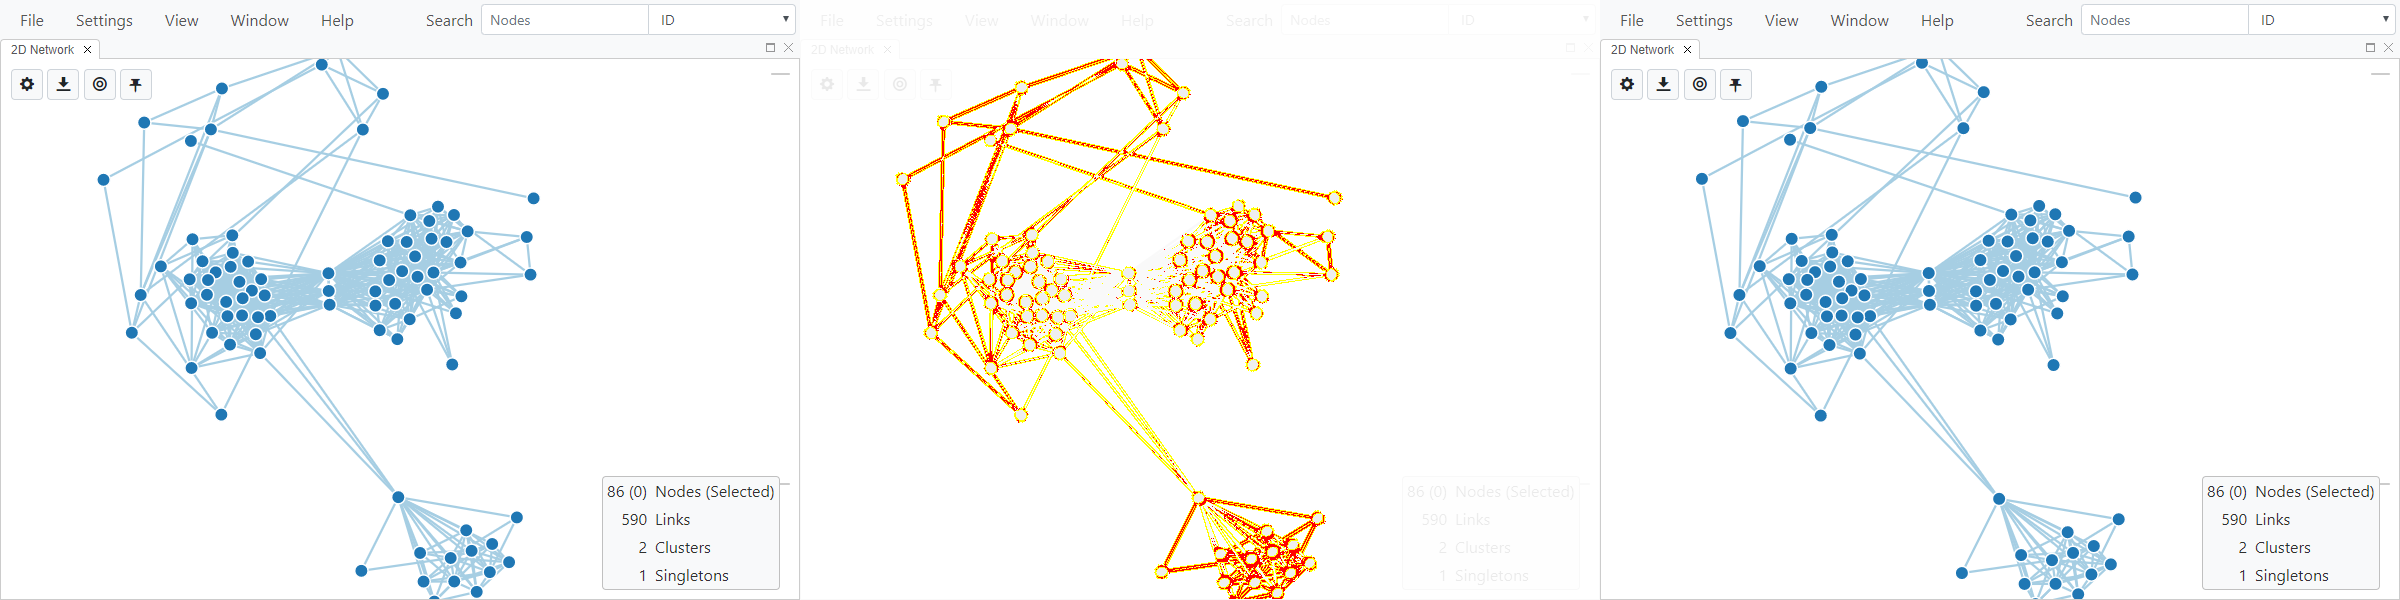 File Settings View Window Help Search Nodes ID
2D Network
86 (0) Nodes (Selected)
590 Links
2 Clusters
1 Singletons
File Settings View Window Help Search Nodes ID
2D Network
86 (0) Nodes (Selected)
590 Links
2 Clusters
1 Singletons
File Settings View Window Help Search Nodes ID
2D Network
86 (0) Nodes (Selected)
590 Links
2 Clusters
1 Singletons